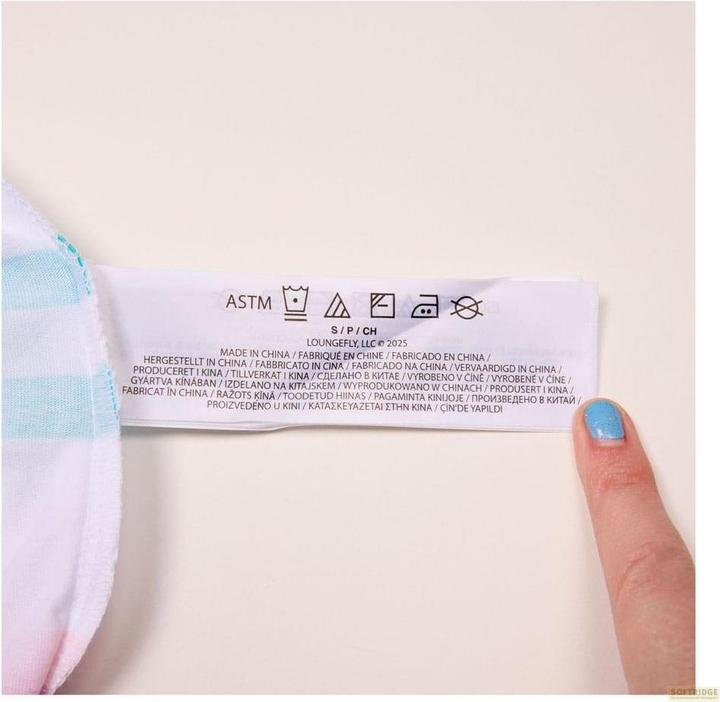 ASTM
S / P / CH
LOUNGEFLY, LLC © 2025
MADE IN CHINA / FABRIQUÉ EN CHINE / FABRICADO EN CHINA /
HERGESTELLT IN CHINA / FABBRICATO IN CINA / FABRICADO NA CHINA / VERVAARDIGD IN CHINA /
PRODUCERET I KINA / TILLVERKAT I KINA / СДЕЛАНО В КИТАЕ / VYROBENO V ČÍNĚ / VYROBENÉ V ČÍNE /
GYÁRTVA KÍNÁBAN / IZDELANO NA KITAJSKEM / WYPRODUKOWANO W CHINACH / PRODUSERT I KINA /
FABRICAT ÎN CHINA / RAŽOTS ĶĪNĀ / TOODETUD HIINAS / PAGAMINTA KINIJOJE / ПРОИЗВЕДЕНО В КИТАЙ /
PROIZVEDENO U KINI / ΚΑΤΑΣΚΕΥΑΖΕΤΑΙ ΣΤΗΝ ΚΙΝΑ / ÇİN'DE YAPILDI
SOFTRIDGE